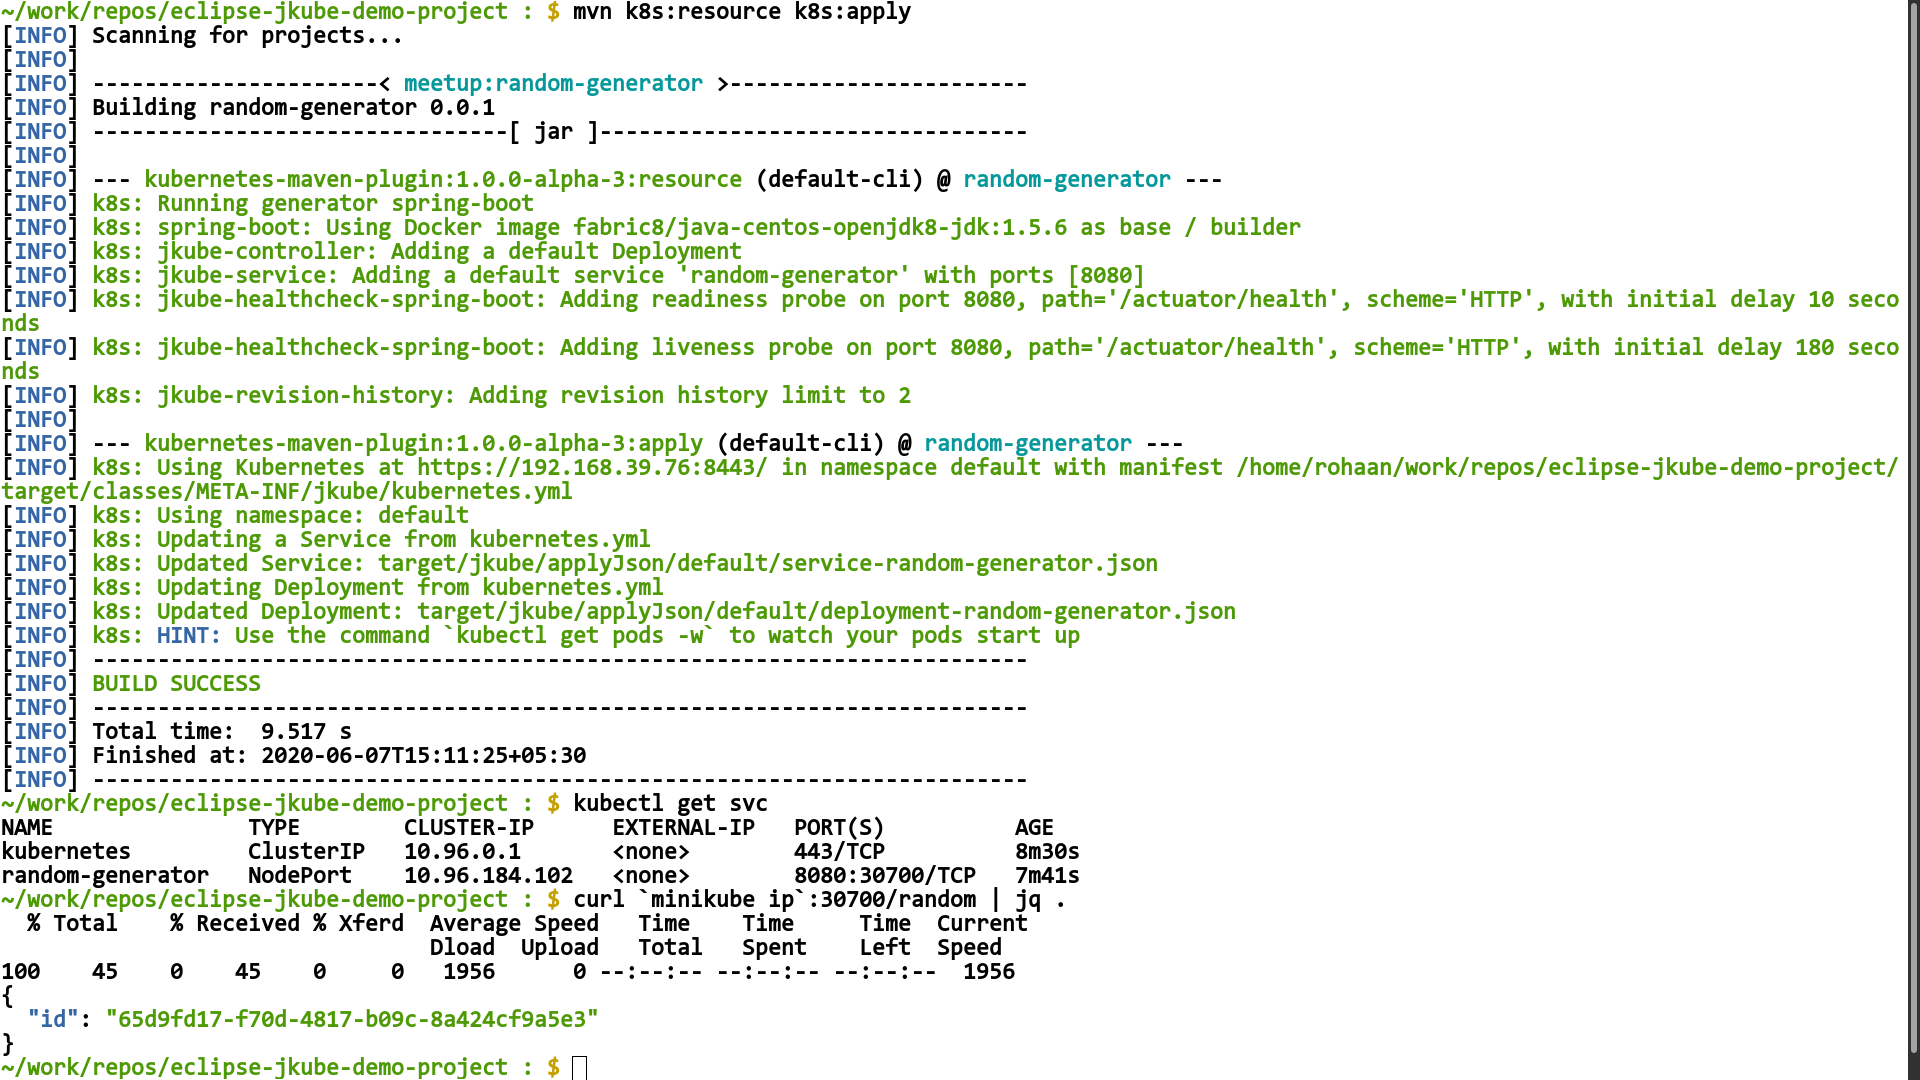 ~/work/repos/eclipse-jkube-demo-project : $ mvn k8s:resource k8s:apply
[INFO] Scanning for projects...
[INFO]
[INFO] ----------------------< meetup:random-generator >-----------------------
[INFO] Building random-generator 0.0.1
[INFO] --------------------------------[ jar ]---------------------------------
[INFO]
[INFO] --- kubernetes-maven-plugin:1.0.0-alpha-3:resource (default-cli) @ random-generator ---
[INFO] k8s: Running generator spring-boot
[INFO] k8s: spring-boot: Using Docker image fabric8/java-centos-openjdk8-jdk:1.5.6 as base / builder
[INFO] k8s: jkube-controller: Adding a default Deployment
[INFO] k8s: jkube-service: Adding a default service 'random-generator' with ports [8080]
[INFO] k8s: jkube-healthcheck-spring-boot: Adding readiness probe on port 8080, path='/actuator/health', scheme='HTTP', with initial delay 10 seco
nds
[INFO] k8s: jkube-healthcheck-spring-boot: Adding liveness probe on port 8080, path='/actuator/health', scheme='HTTP', with initial delay 180 seco
nds
[INFO] k8s: jkube-revision-history: Adding revision history limit to 2
[INFO]
[INFO] --- kubernetes-maven-plugin:1.0.0-alpha-3:apply (default-cli) @ random-generator ---
[INFO] k8s: Using Kubernetes at https://192.168.39.76:8443/ in namespace default with manifest /home/rohaan/work/repos/eclipse-jkube-demo-project/
target/classes/META-INF/jkube/kubernetes.yml
[INFO] k8s: Using namespace: default
[INFO] k8s: Updating a Service from kubernetes.yml
[INFO] k8s: Updated Service: target/jkube/applyJson/default/service-random-generator.json
[INFO] k8s: Updating Deployment from kubernetes.yml
[INFO] k8s: Updated Deployment: target/jkube/applyJson/default/deployment-random-generator.json
[INFO] k8s: HINT: Use the command `kubectl get pods -w` to watch your pods start up
[INFO] ------------------------------------------------------------------------
[INFO] BUILD SUCCESS
[INFO] ------------------------------------------------------------------------
[INFO] Total time:  9.517 s
[INFO] Finished at: 2020-06-07T15:11:25+05:30
[INFO] ------------------------------------------------------------------------
~/work/repos/eclipse-jkube-demo-project : $ kubectl get svc
NAME               TYPE        CLUSTER-IP      EXTERNAL-IP   PORT(S)          AGE
kubernetes         ClusterIP   10.96.0.1       <none>        443/TCP          8m30s
random-generator   NodePort    10.96.184.102   <none>        8080:30700/TCP   7m41s
~/work/repos/eclipse-jkube-demo-project : $ curl `minikube ip`:30700/random | jq .
  % Total    % Received % Xferd  Average Speed   Time    Time     Time  Current
                                 Dload  Upload   Total   Spent    Left  Speed
100    45    0    45    0     0   1956      0 --:--:-- --:--:-- --:--:--  1956
{
  "id": "65d9fd17-f70d-4817-b09c-8a424cf9a5e3"
}
~/work/repos/eclipse-jkube-demo-project : $